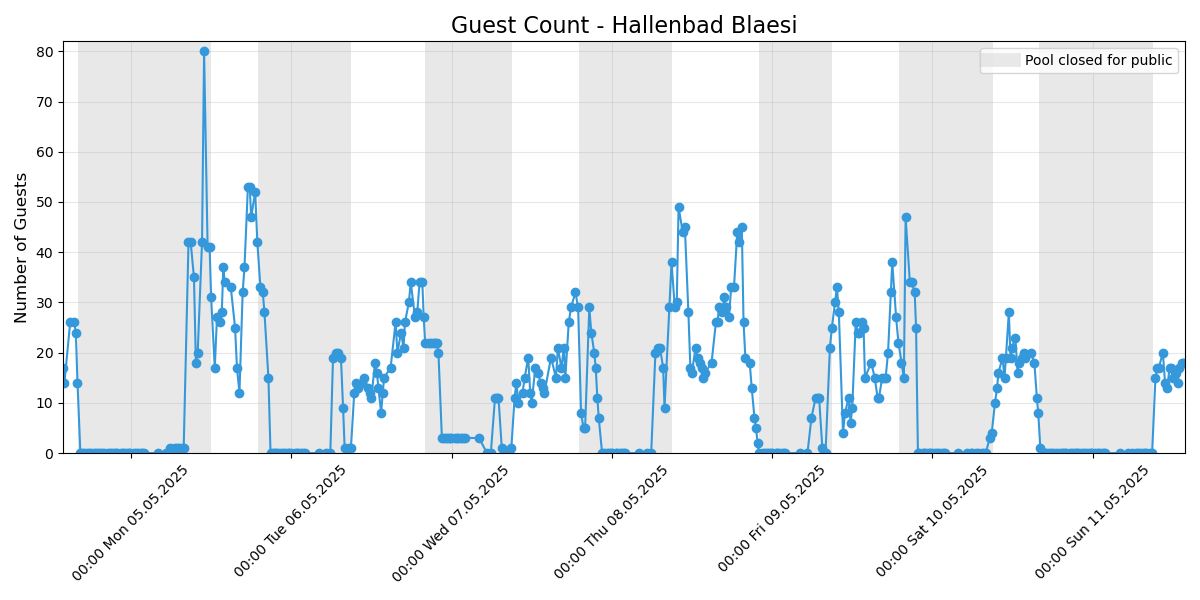 Guest Count - Hallenbad Blaesi
Pool closed for public
Number of Guests
80
70
60
50
40
30
20
10
0
00:00 Mon 05.05.2025
00:00 Tue 06.05.2025
00:00 Wed 07.05.2025
00:00 Thu 08.05.2025
00:00 Fri 09.05.2025
00:00 Sat 10.05.2025
00:00 Sun 11.05.2025